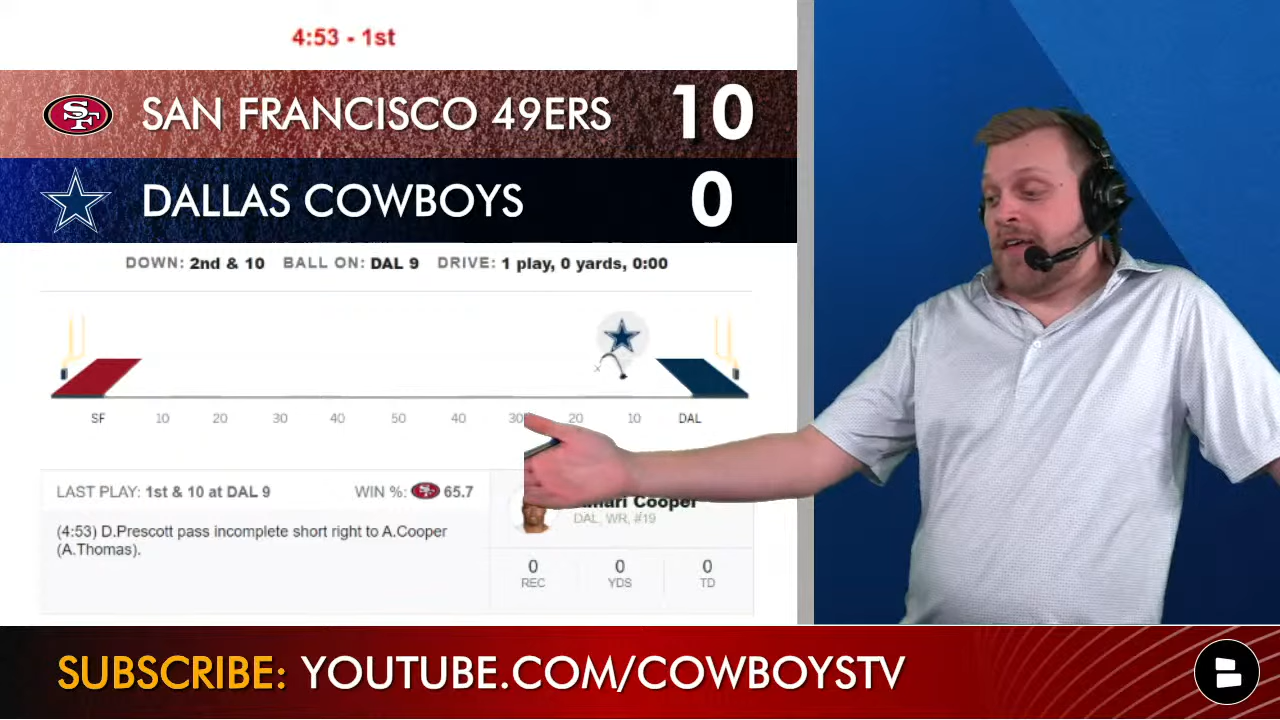 4:53 - 1st
SF
SAN FRANCISCO 49ERS 10
DALLAS COWBOYS 0
DOWN: 2nd & 10 BALL ON: DAL 9 DRIVE: 1 play, 0 yards, 0:00
SF 10 20 30 40 50 40 30 20 10 DAL
LAST PLAY: 1st & 10 at DAL 9 WIN %: SF 65.7
(4:53) D.Prescott pass incomplete short right to A.Cooper
(A.Thomas).
Cooper
DAL, WR, #19
0 0 0
REC YDS TD
SUBSCRIBE: YOUTUBE.COM/COWBOYSTV